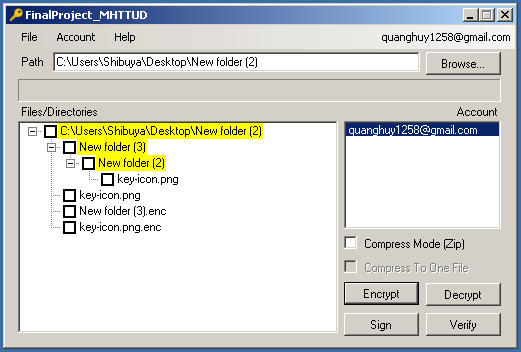 FinalProject_MHTTUD
File Account Help quanghuy1258@gmail.com
Path C:\Users\Shibuya\Desktop\New folder (2) Browse...
Files/Directories Account
C:\Users\Shibuya\Desktop\New folder (2)
New folder (3)
New folder (2)
key-icon.png
key-icon.png
New folder (3).enc
key-icon.png.enc
quanghuy1258@gmail.com
Compress Mode (Zip)
Compress To One File
Encrypt Decrypt
Sign Verify